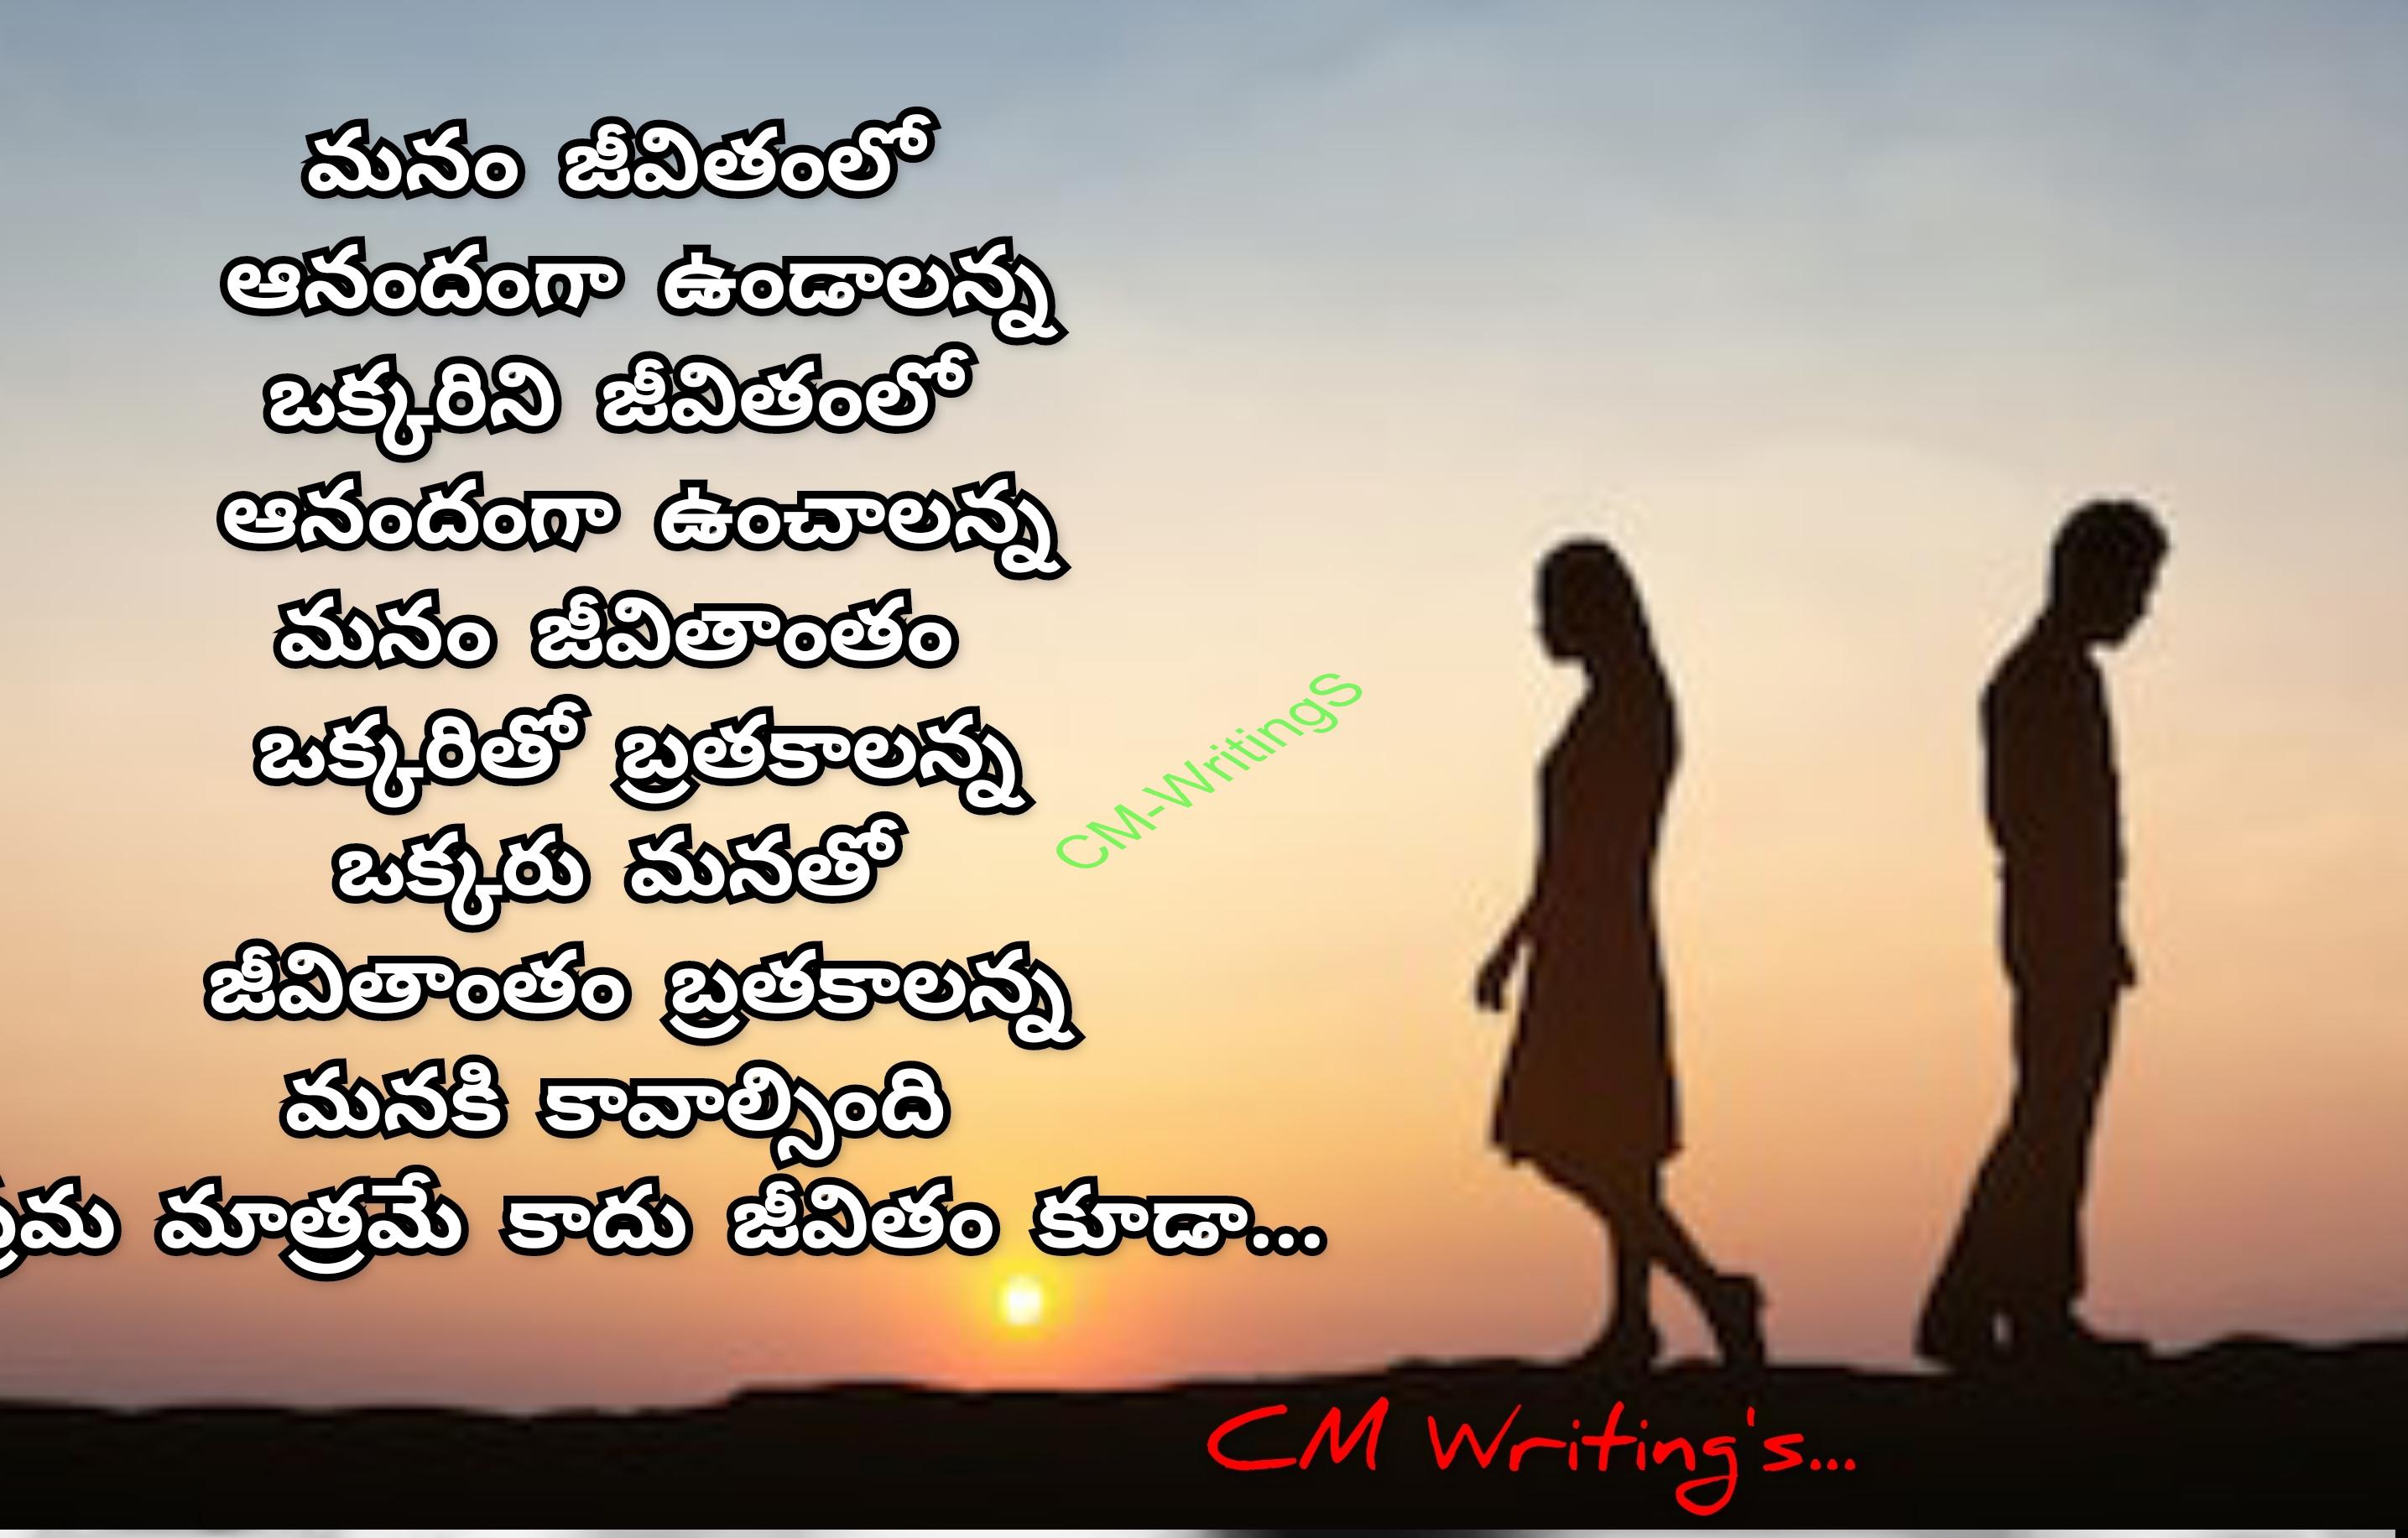 మనం జీవితంలో
ఆనందంగా ఉండాలన్న
ఒక్కరిని జీవితంలో
ఆనందంగా ఉంచాలన్న
మనం జీవితాంతం
ఒక్కరితో బ్రతకాలన్న
ఒక్కరు మనతో
జీవితాంతం బ్రతకాలన్న
మనకి కావాల్సింది
మాత్రమే కాదు జీవితం కూడా...
CM-WritingS
CM Writing's...